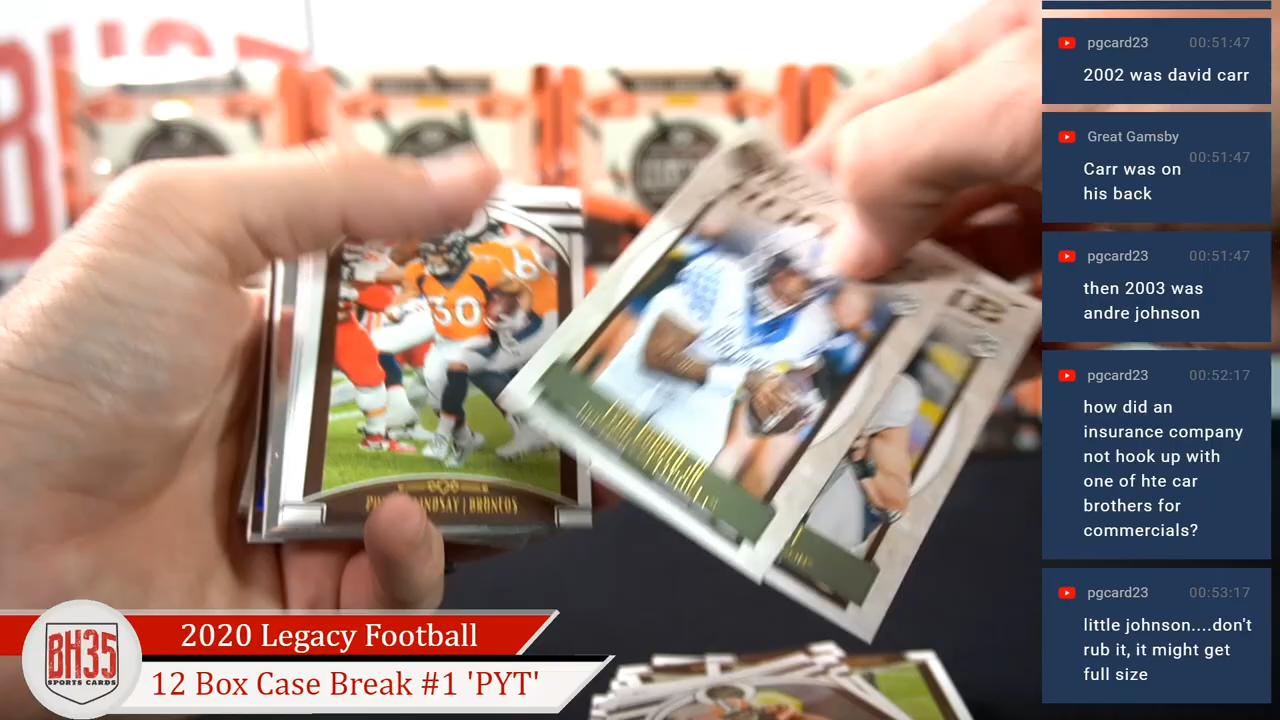 pgcard23 00:51:47
2002 was david carr
Great Gamsby 00:51:47
Carr was on
his back
pgcard23 00:51:47
then 2003 was
andre johnson
pgcard23 00:52:17
how did an
insurance company
not hook up with
one of hte car
brothers for
commercials?
pgcard23 00:53:17
little johnson....don't
rub it, it might get
full size
30
LINDSAY | BRONCOS
BH35
SPORTS CARDS
2020 Legacy Football
12 Box Case Break #1 'PYT'